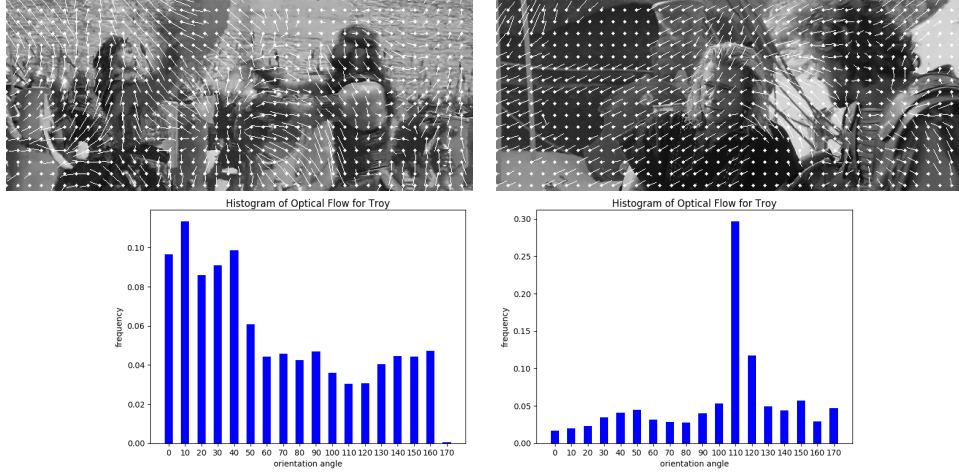 Histogram of Optical Flow for Troy
0.10
0.08
0.06
0.04
0.02
0.00
frequency
0 10 20 30 40 50 60 70 80 90 100 110 120 130 140 150 160 170
orientation angle
Histogram of Optical Flow for Troy
0.30
0.25
0.20
0.15
0.10
0.05
0.00
frequency
0 10 20 30 40 50 60 70 80 90 100 110 120 130 140 150 160 170
orientation angle